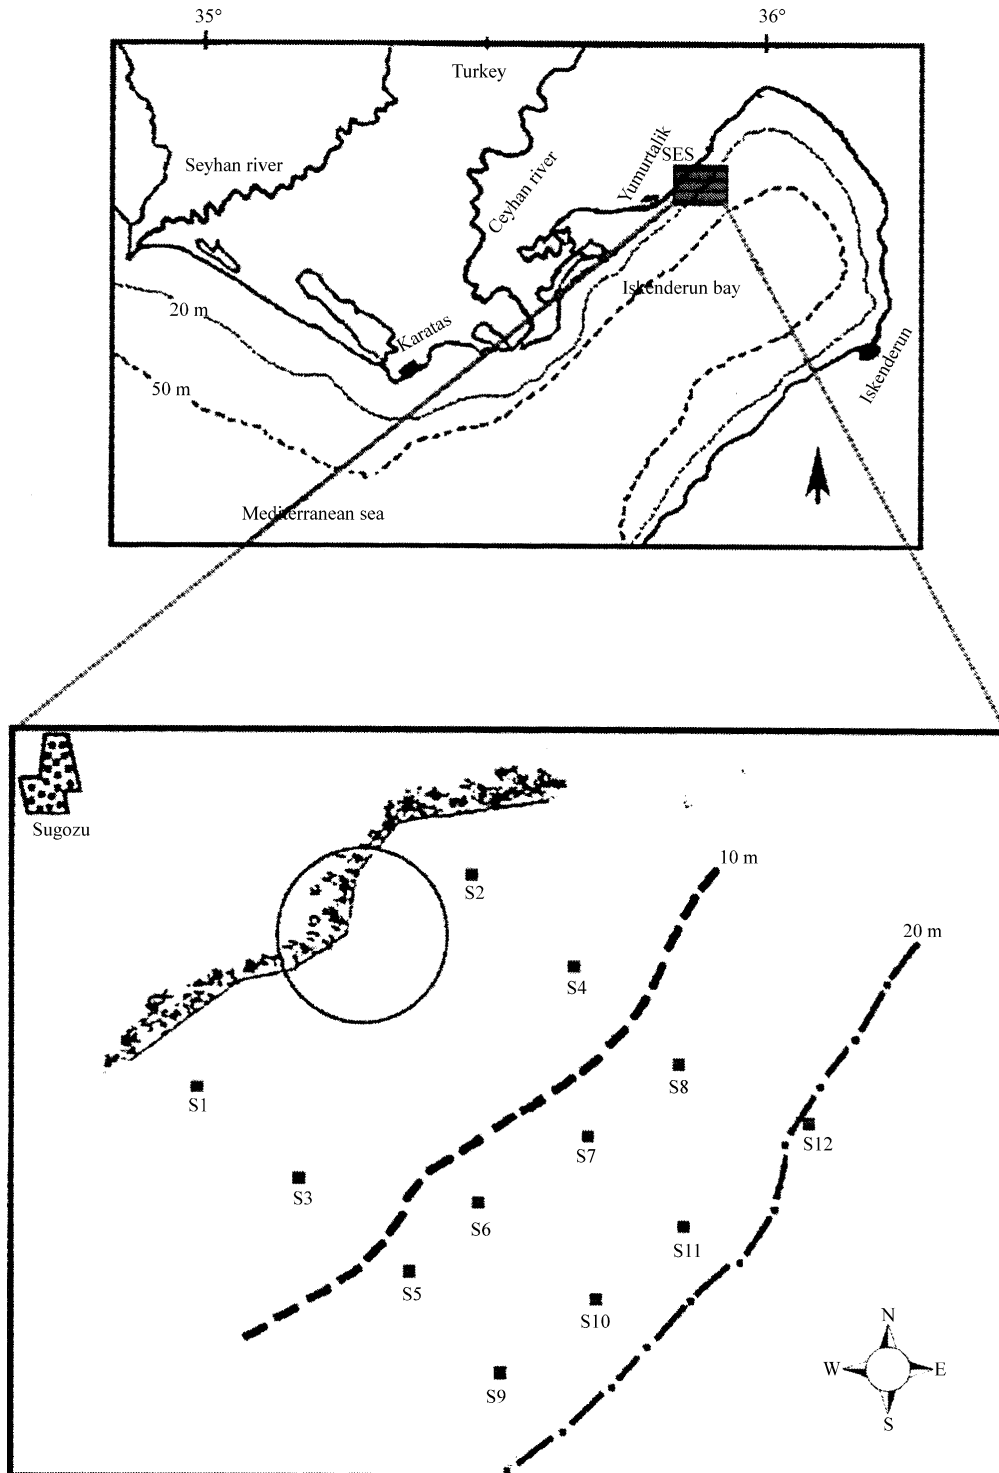 35°
36°
Turkey
Seyhan river
Ceyhan river
Yumurtalik
SES
Iskenderun bay
20 m
Karatas
Iskenderun
50 m
Mediterranean sea
Sugozu
10 m
S2
20 m
S4
S8
S1
S12
S7
S3
S6
S11
S5
S10
S9
N
W
E
S